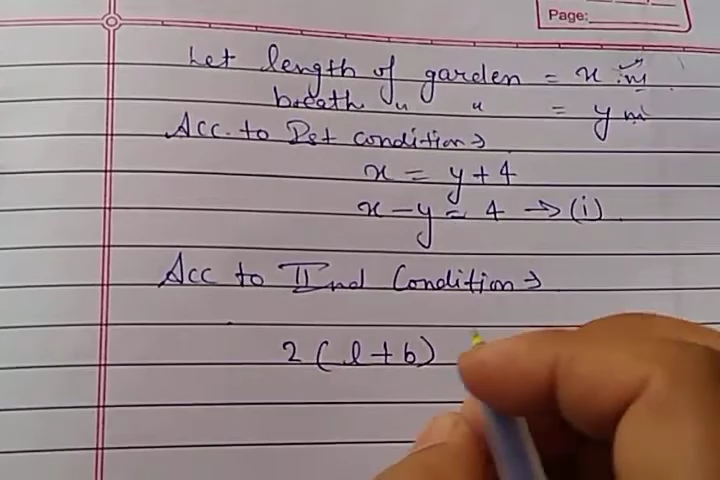 Page:
Let length of garden = x m
breath " " = y m
Acc. to Ist condition →
x = y + 4
x - y = 4 → (i)
Acc to IInd Condition →
2 ( l + b )